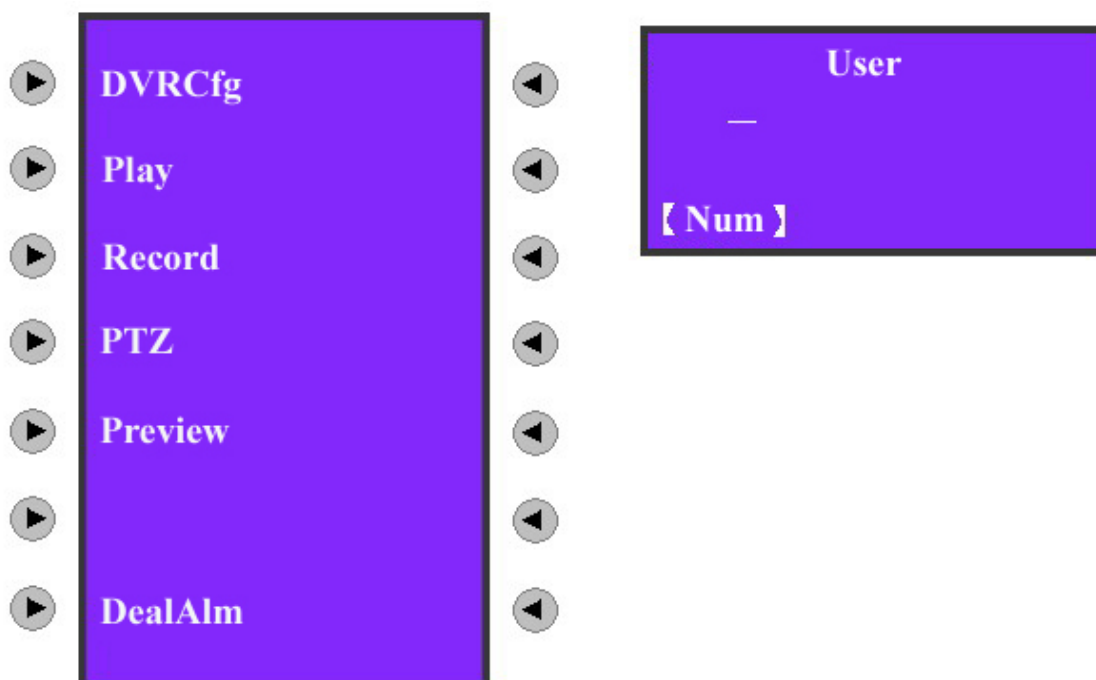 DVRCfg
Play
Record
PTZ
Preview
DealAlm
User
_
【Num】